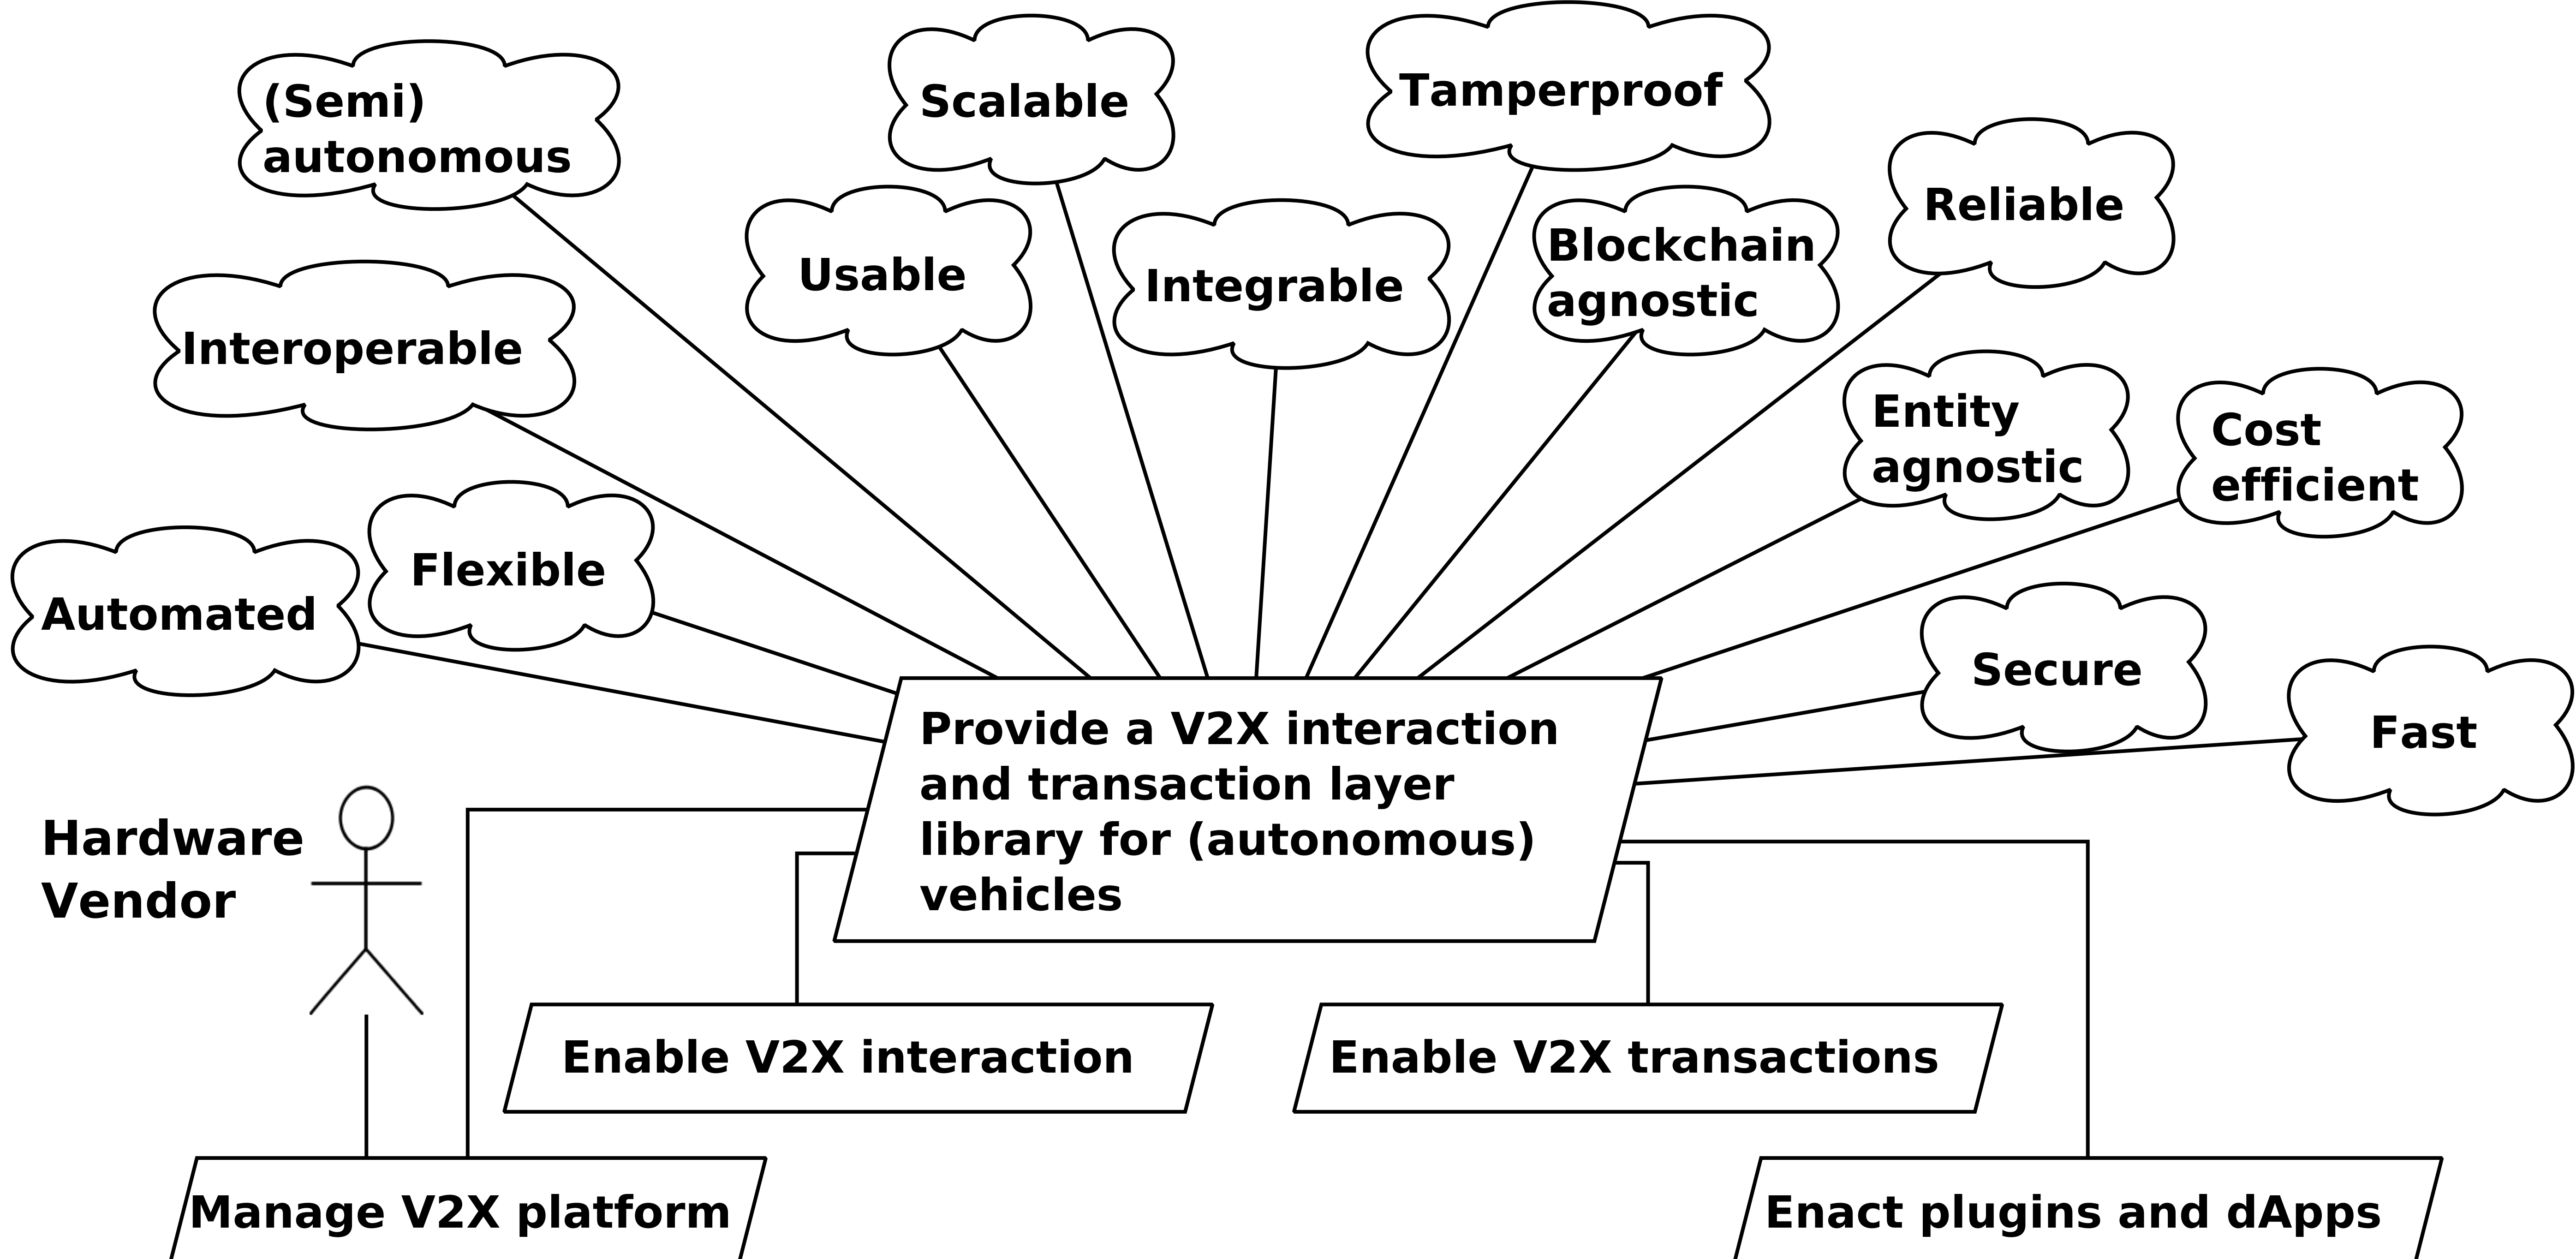 (Semi)
autonomous
Scalable
Tamperproof
Reliable
Usable
Integrable
Blockchain
agnostic
Interoperable
Entity
agnostic
Cost
efficient
Flexible
Automated
Secure
Fast
Provide a V2X interaction
and transaction layer
library for (autonomous)
vehicles
Hardware
Vendor
Enable V2X interaction
Enable V2X transactions
Manage V2X platform
Enact plugins and dApps